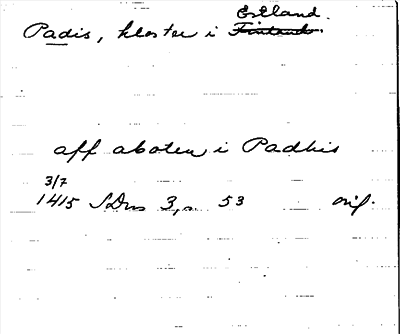 Estland.
Padis, kloster i Finland.
aff aboten i Padhis
3/7
1415 SDns 3, s. 53 orig.